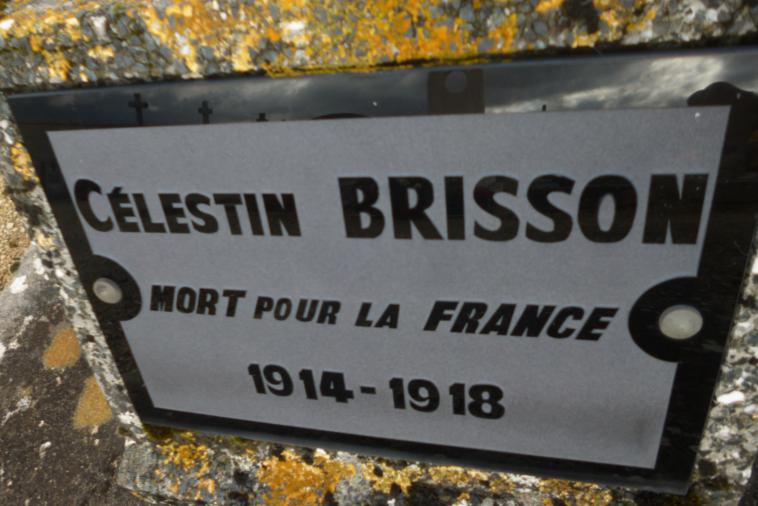 CÉLESTIN BRISSON
MORT POUR LA FRANCE
1914-1918